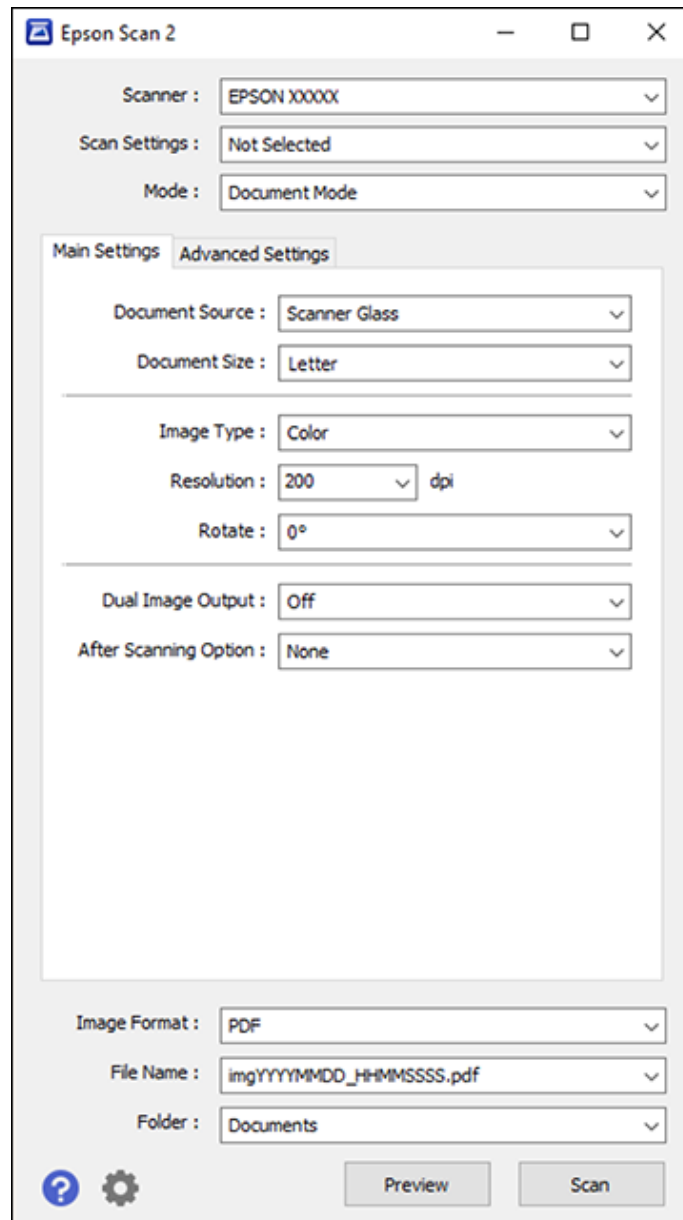 Epson Scan 2
Scanner : EPSON XXXXX
Scan Settings : Not Selected
Mode : Document Mode
Main Settings Advanced Settings
Document Source : Scanner Glass
Document Size : Letter
Image Type : Color
Resolution : 200 dpi
Rotate : 0°
Dual Image Output : Off
After Scanning Option : None
Image Format : PDF
File Name : imgYYYYMMDD_HHMMSSSS.pdf
Folder : Documents
? Preview Scan